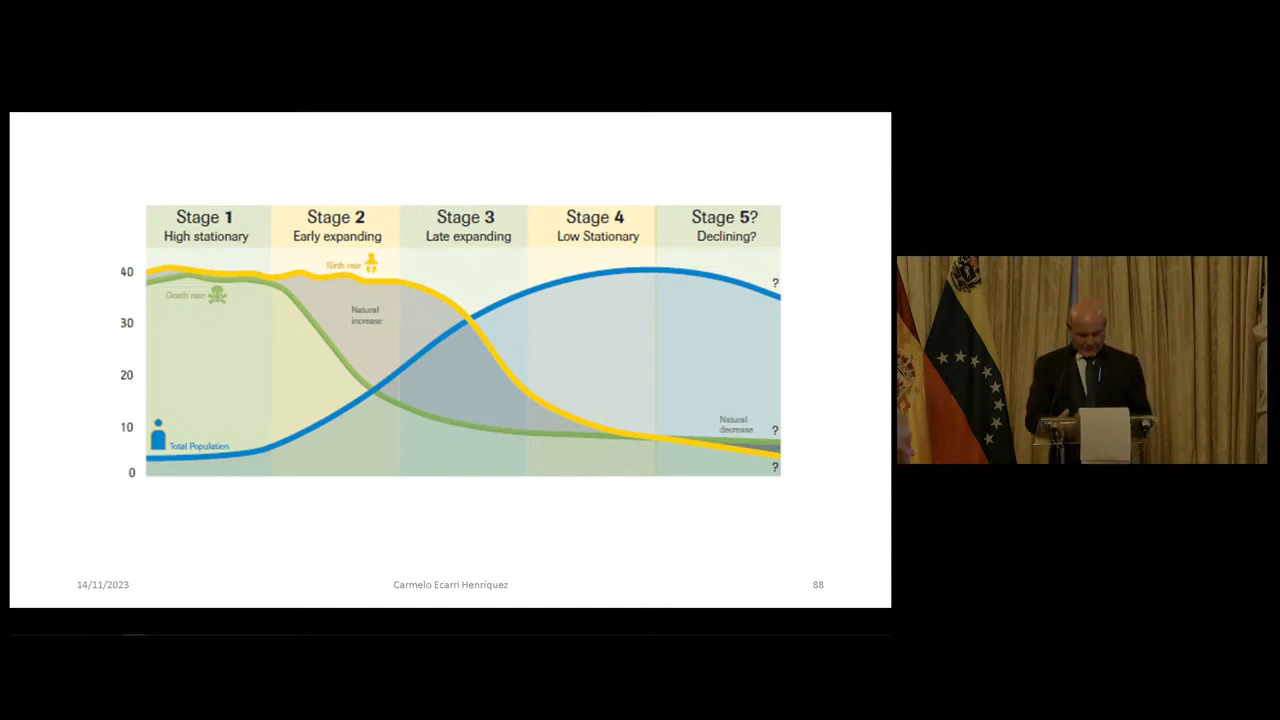 Stage 1
High stationary
Stage 2
Early expanding
Stage 3
Late expanding
Stage 4
Low Stationary
Stage 5?
Declining?
40
30
20
10
0
Birth rate
Death rate
Natural
increase
Total Population
Natural
decrease
?
?
?
14/11/2023
Carmelo Ecarri Henríquez
88